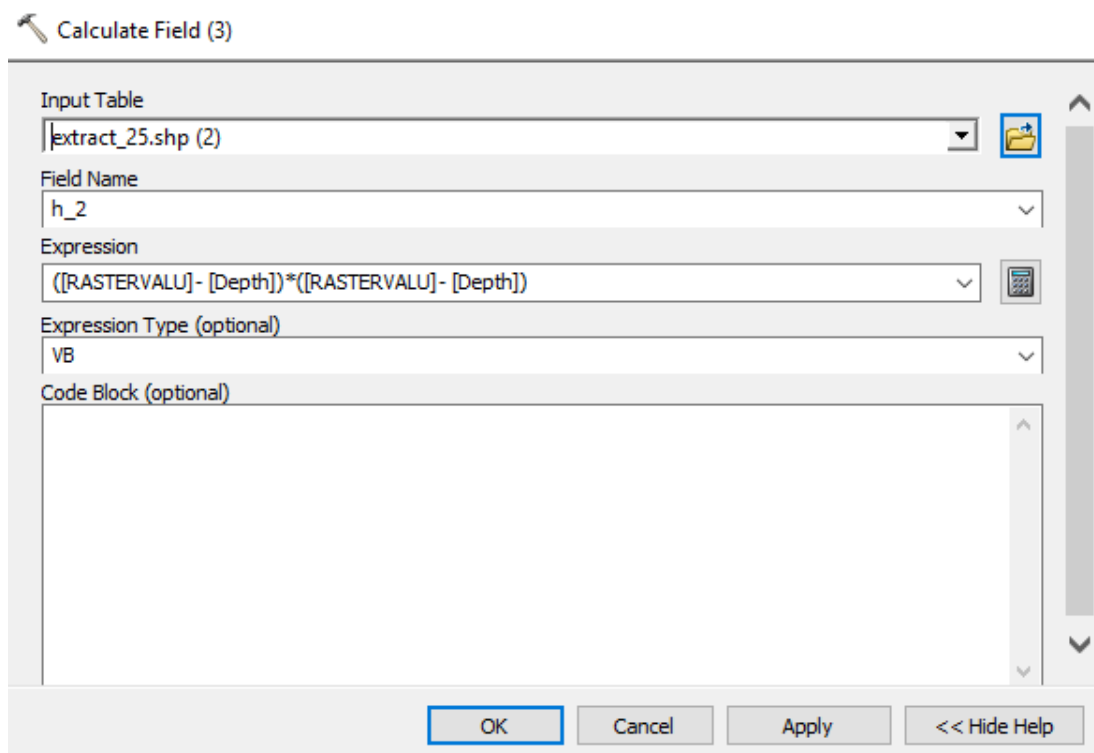 Calculate Field (3)
Input Table
extract_25.shp (2)
Field Name
h_2
Expression
([RASTERVALU]- [Depth])*([RASTERVALU]- [Depth])
Expression Type (optional)
VB
Code Block (optional)
OK Cancel Apply << Hide Help